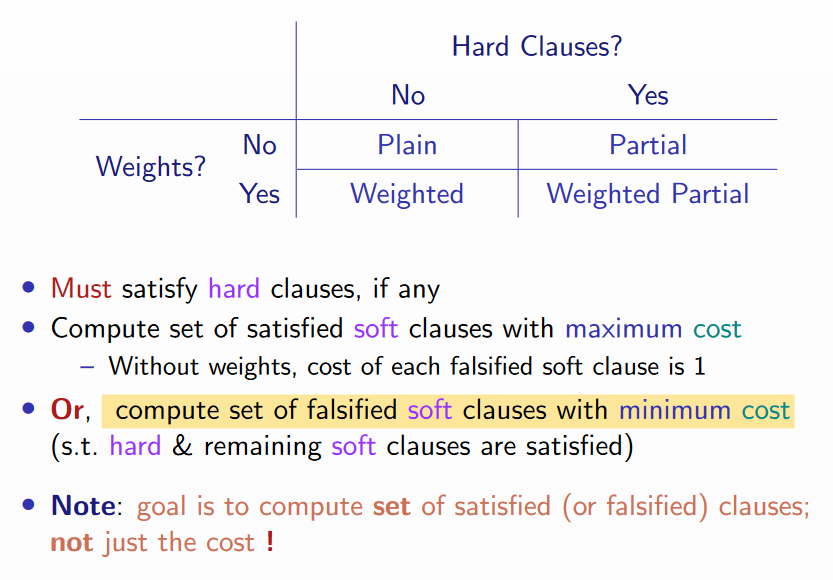 Hard Clauses?
No Yes
Weights? No Plain Partial
Yes Weighted Weighted Partial
• Must satisfy hard clauses, if any
• Compute set of satisfied soft clauses with maximum cost
– Without weights, cost of each falsified soft clause is 1
• Or, compute set of falsified soft clauses with minimum cost
(s.t. hard & remaining soft clauses are satisfied)
• Note: goal is to compute set of satisfied (or falsified) clauses;
not just the cost !